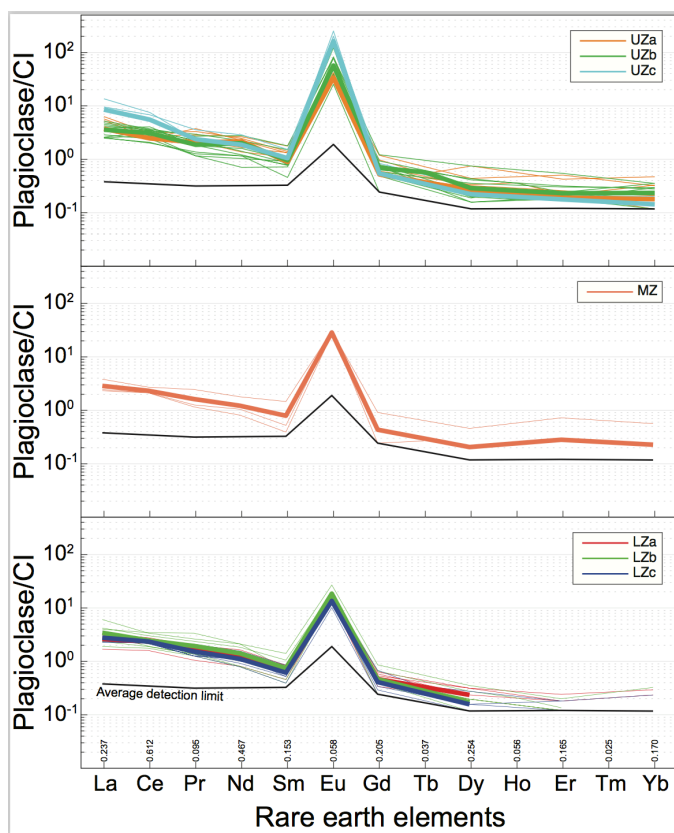 Plagioclase/CI
10²
10¹
10⁰
10⁻¹
UZa
UZb
UZc
Plagioclase/CI
10²
10¹
10⁰
10⁻¹
MZ
Plagioclase/CI
10²
10¹
10⁰
10⁻¹
LZa
LZb
LZc
Average detection limit
0.237 0.612 0.095 0.467 0.153 0.058 0.205 0.037 0.254 0.056 0.165 0.025 0.170
La Ce Pr Nd Sm Eu Gd Tb Dy Ho Er Tm Yb
Rare earth elements